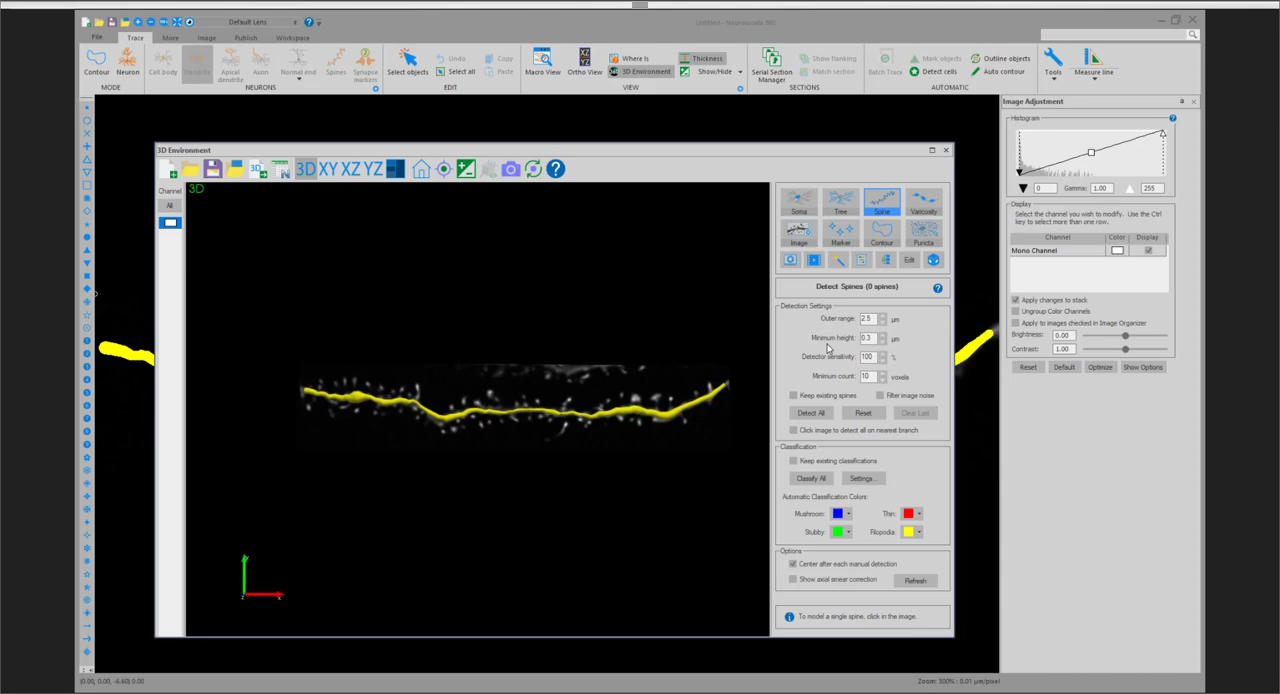 Default Lens
Untitled - Neurolucida 360
File
Trace
More
Image
Publish
Workspace
Contour
Neuron
MODE
Cell body
Dendrite
Apical dendrite
Axon
Normal end
Spines
Synapse markers
NEURONS
Select objects
Undo
Select all
Copy
Paste
EDIT
Macro View
XZ
YZ
Ortho View
Where Is
3D Environment
Thickness
Show/Hide
VIEW
Serial Section Manager
Show flanking
Match section
SECTIONS
Batch Trace
Mark objects
Detect cells
Outline objects
Auto contour
AUTOMATIC
Tools
Measure line
3D Environment
3D XY XZ YZ
Channel
All
3D
Y
Z
X
Soma
Tree
Spine
Varicosity
Image
Marker
Contour
Puncta
Edit
Detect Spines (0 spines)
Detection Settings
Outer range: 2.5 µm
Minimum height: 0.3 µm
Detector sensitivity: 100 %
Minimum count: 10 voxels
Keep existing spines
Filter image noise
Detect All
Reset
Clear Last
Click image to detect all on nearest branch
Classification
Keep existing classifications
Classify All
Settings...
Automatic Classification Colors:
Mushroom:
Thin:
Stubby:
Filopodia:
Options
Center after each manual detection
Show axial smear correction
Refresh
To model a single spine, click in the image.
Image Adjustment
Histogram
0
Gamma: 1.00
255
Display
Select the channel you wish to modify. Use the Ctrl
key to select more than one row.
Channel
Color
Display
Mono Channel
Apply changes to stack
Ungroup Color Channels
Apply to images checked in Image Organizer
Brightness: 0.00
Contrast: 1.00
Reset
Default
Optimize
Show Options
(0.00, 0.00, -6.60) 0.00
Zoom: 300% : 0.01 µm/pixel